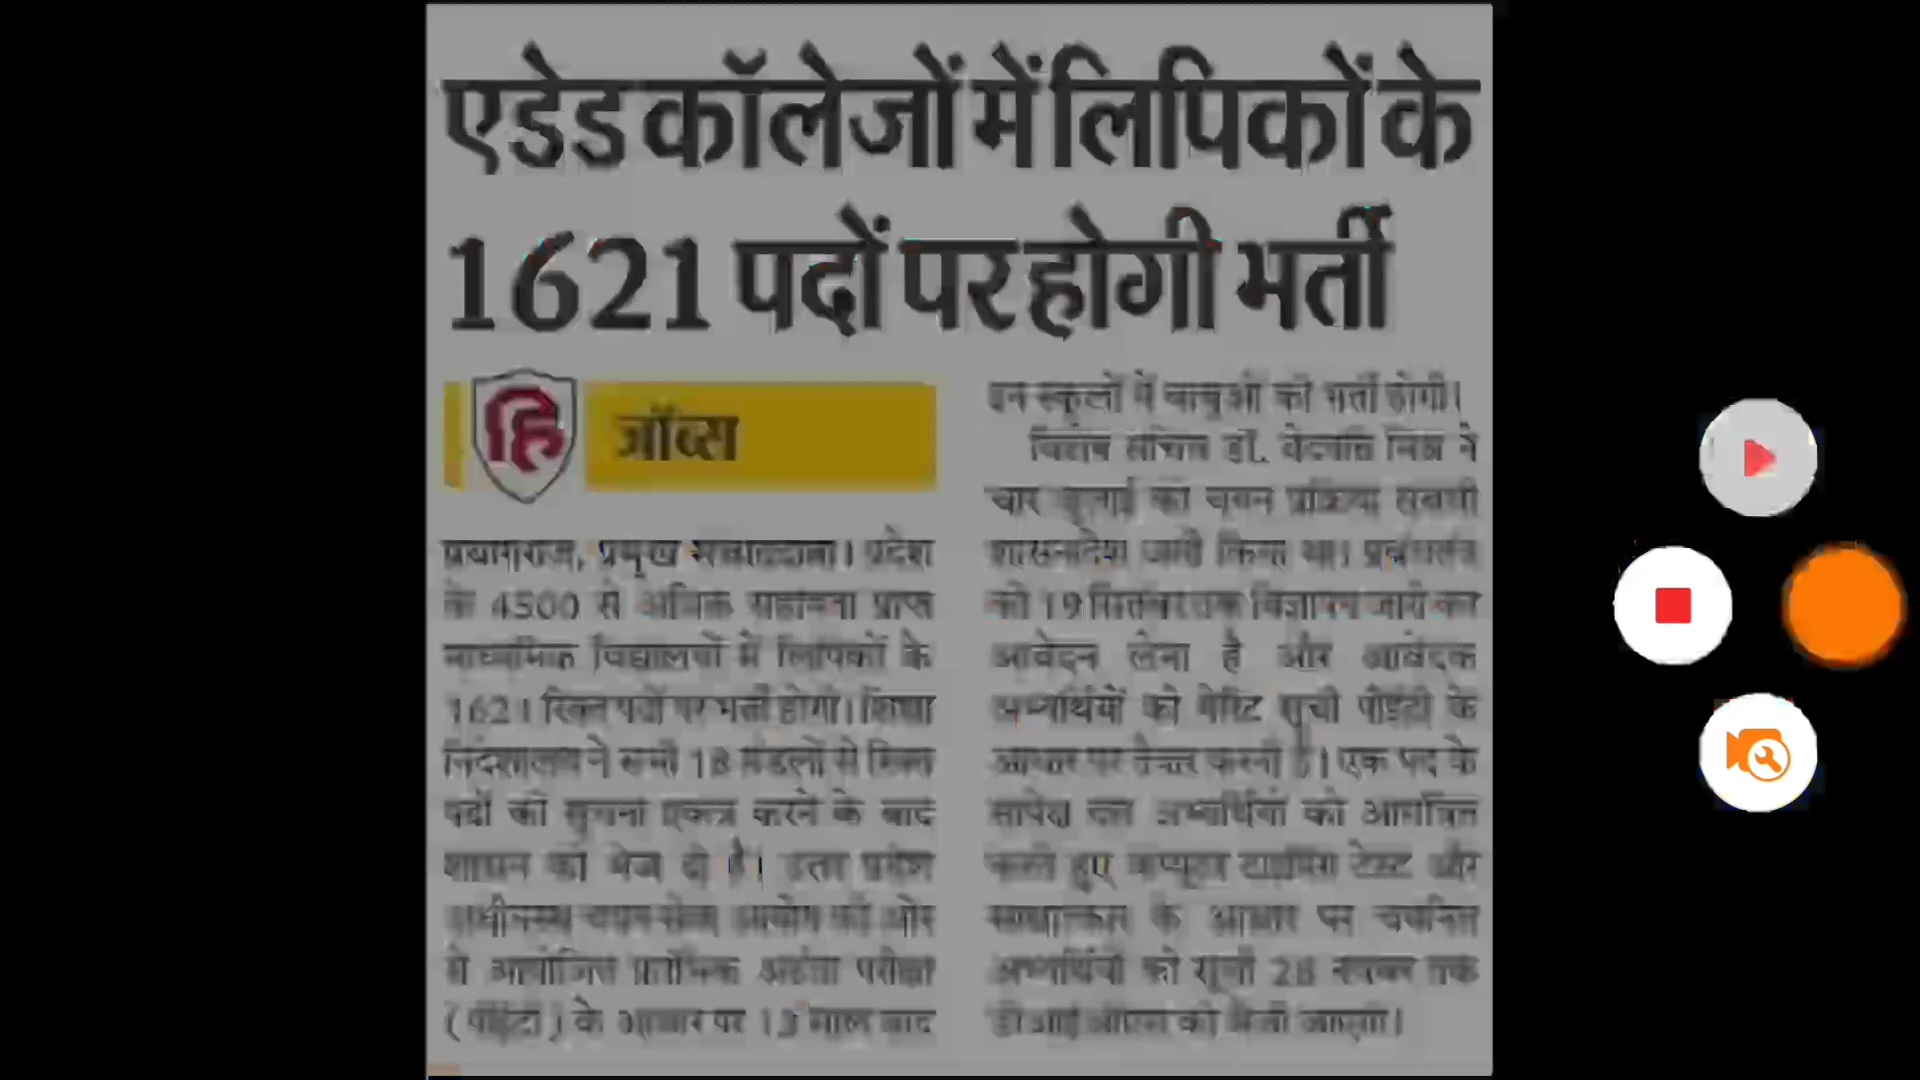 एडेड कॉलेजों में लिपिकों के
1621 पदों पर होगी भर्ती
हि जॉब्स
प्रयागराज, प्रमुख संवाददाता। प्रदेश
के 4500 से अधिक सहायता प्राप्त
माध्यमिक विद्यालयों में लिपिकों के
1621 रिक्त पदों पर भर्ती होगी। शिक्षा
निदेशालय ने सभी 18 मंडलों से रिक्त
पदों की सूचना एकत्र करने के बाद
शासन को भेज दी है। उत्तर प्रदेश
अधीनस्थ चयन सेवा आयोग की ओर
से आयोजित प्रारंभिक अर्हता परीक्षा
(पीईटी) के आधार पर 13 साल बाद
इन स्कूलों में बाबुओं की भर्ती होगी।
विशेष सचिव डॉ. वेदपति मिश्र ने
चार जुलाई को चयन प्रक्रिया संबंधी
शासनादेश जारी किया था।
को 19 सितंबर तक विज्ञापन जारी कर
आवेदन लेना है और आवेदक
अभ्यर्थियों की मेरिट सूची पीईटी के
आधार पर तैयार करनी है। एक पद के
सापेक्ष दस अभ्यर्थियों को आमंत्रित
करते हुए कम्प्यूटर टाइपिंग टेस्ट और
साक्षात्कार के आधार पर चयनित
अभ्यर्थियों की सूची 28 नवंबर तक
डीआईओएस को भेजी जाएगी।